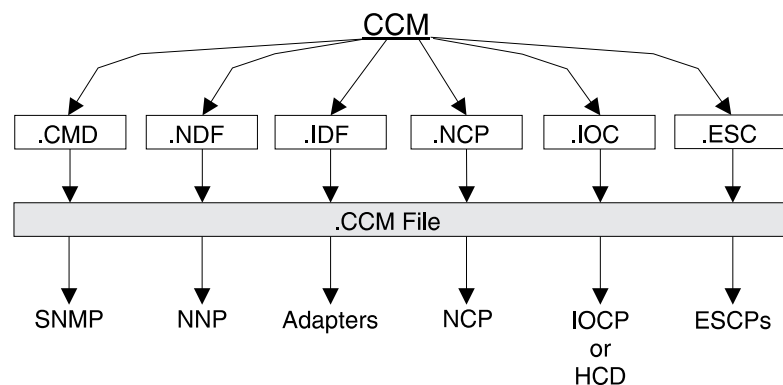 CCM
.CMD .NDF .IDF .NCP .IOC .ESC
.CCM File
SNMP NNP Adapters NCP IOCP ESCPs
or
HCD